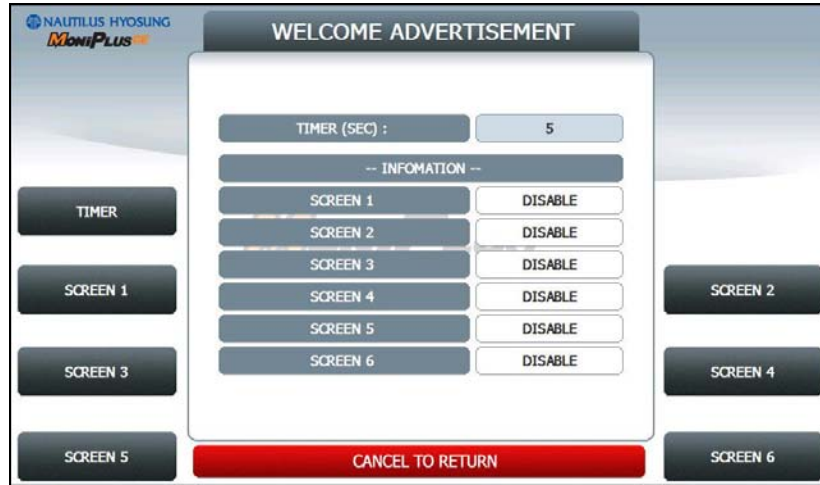 NAUTILUS HYOSUNG
MoniPlus
WELCOME ADVERTISEMENT
TIMER (SEC) : 5
-- INFOMATION --
SCREEN 1 DISABLE
SCREEN 2 DISABLE
SCREEN 3 DISABLE
SCREEN 4 DISABLE
SCREEN 5 DISABLE
SCREEN 6 DISABLE
TIMER
SCREEN 1
SCREEN 2
SCREEN 3
SCREEN 4
SCREEN 5
CANCEL TO RETURN
SCREEN 6